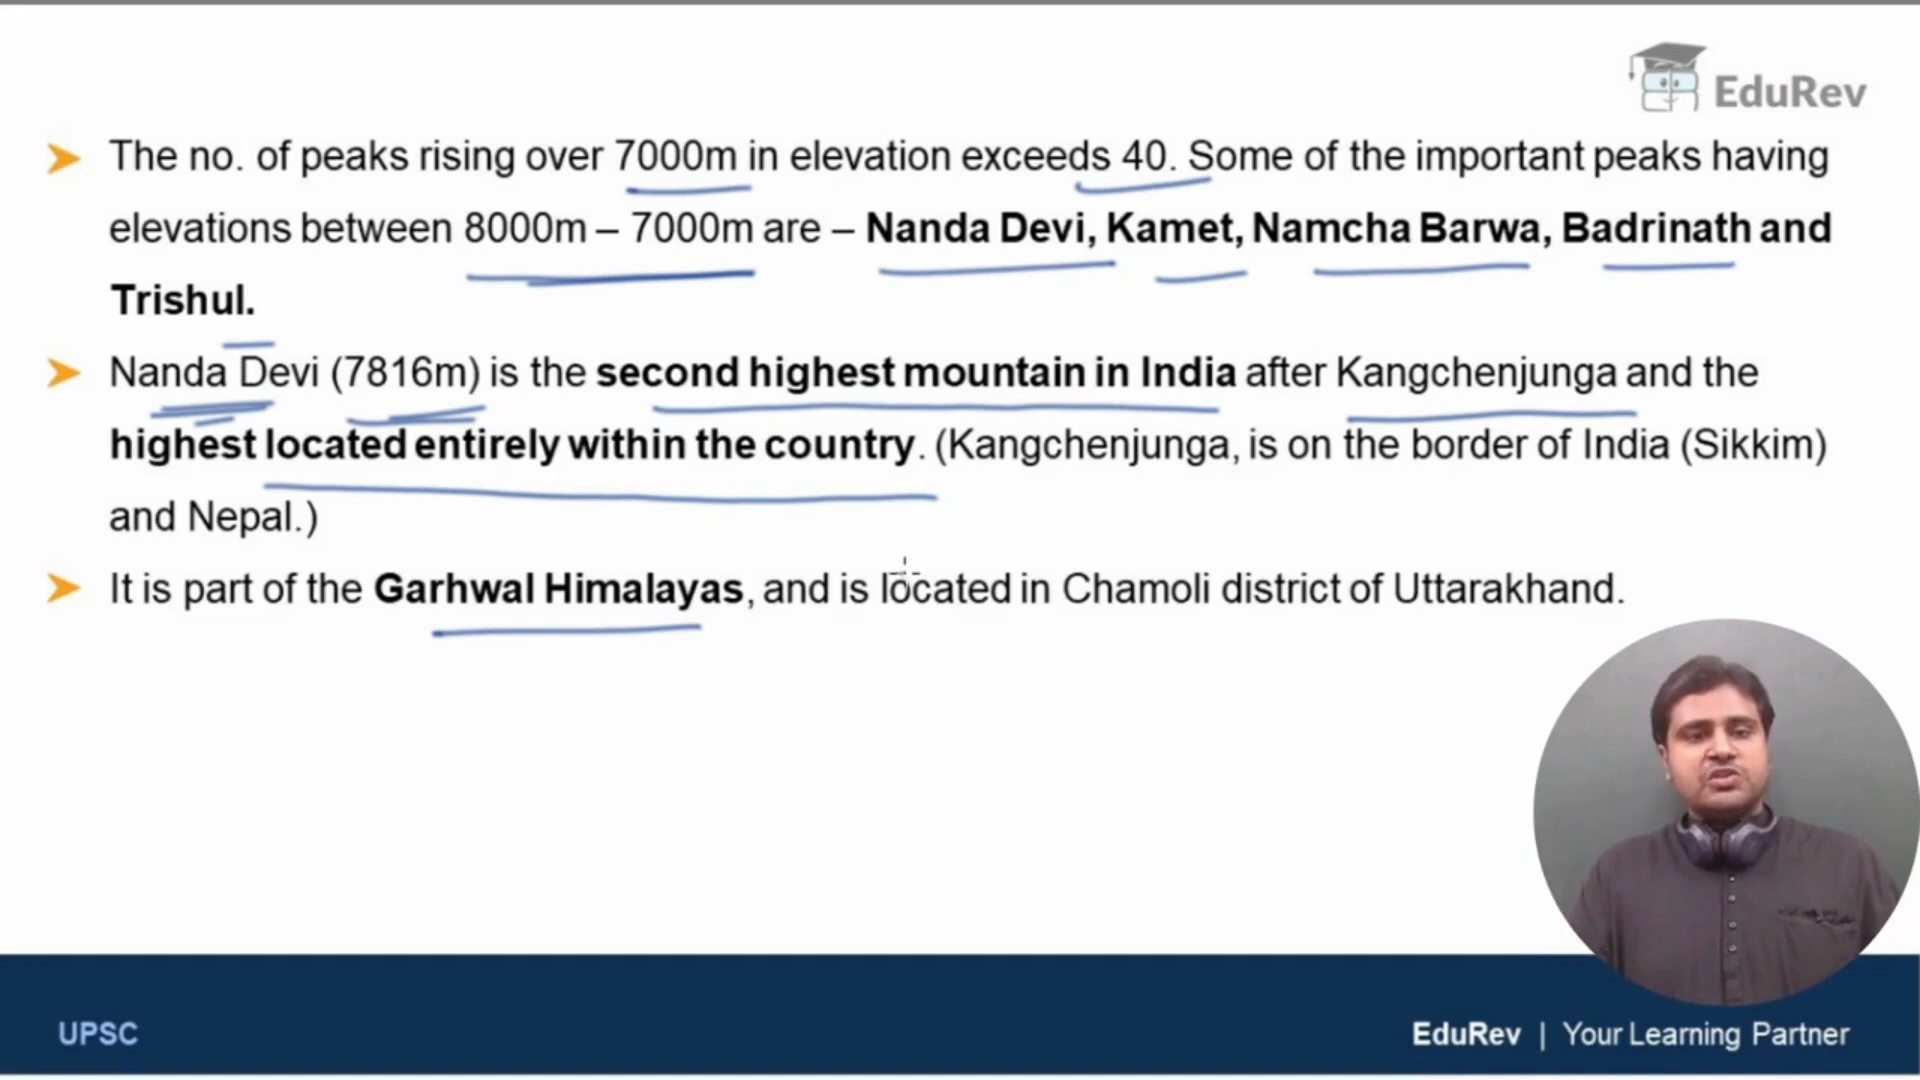 EduRev
The no. of peaks rising over 7000m in elevation exceeds 40. Some of the important peaks having
elevations between 8000m – 7000m are – Nanda Devi, Kamet, Namcha Barwa, Badrinath and
Trishul.
Nanda Devi (7816m) is the second highest mountain in India after Kangchenjunga and the
highest located entirely within the country. (Kangchenjunga, is on the border of India (Sikkim)
and Nepal.)
It is part of the Garhwal Himalayas, and is located in Chamoli district of Uttarakhand.
UPSC
EduRev | Your Learning Partner